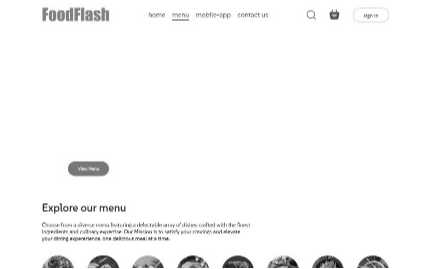 FoodFlash
home menu mobile-app contact us
sign in
View Menu
Explore our menu
Choose from a diverse menu featuring a delectable array of dishes crafted with the finest
ingredients and culinary expertise. Our Mission is to satisfy your cravings and elevate
your dining expereience, one delicious meal at a time.